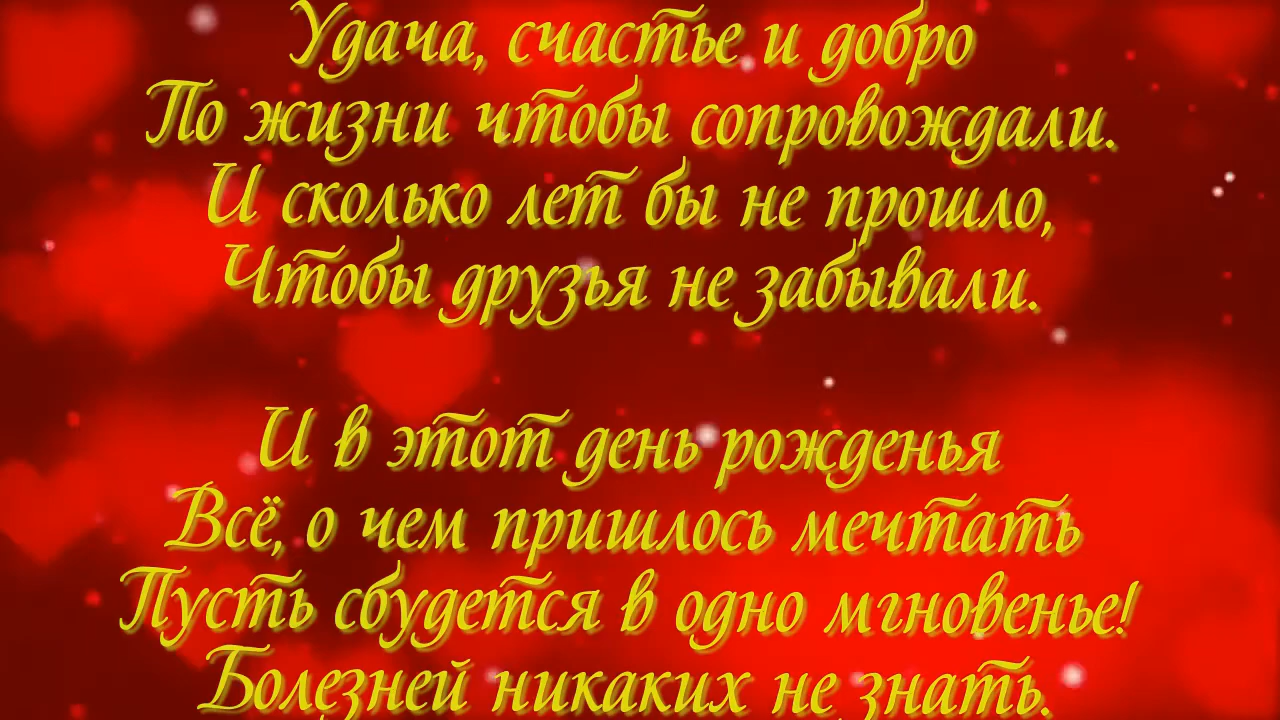 Удача, счастье и добро
По жизни чтобы сопровождали.
И сколько лет бы не прошло,
Чтобы друзья не забывали.
И в этот день рожденья
Всё, о чем пришлось мечтать
Пусть сбудется в одно мгновенье!
Болезней никаких не знать.